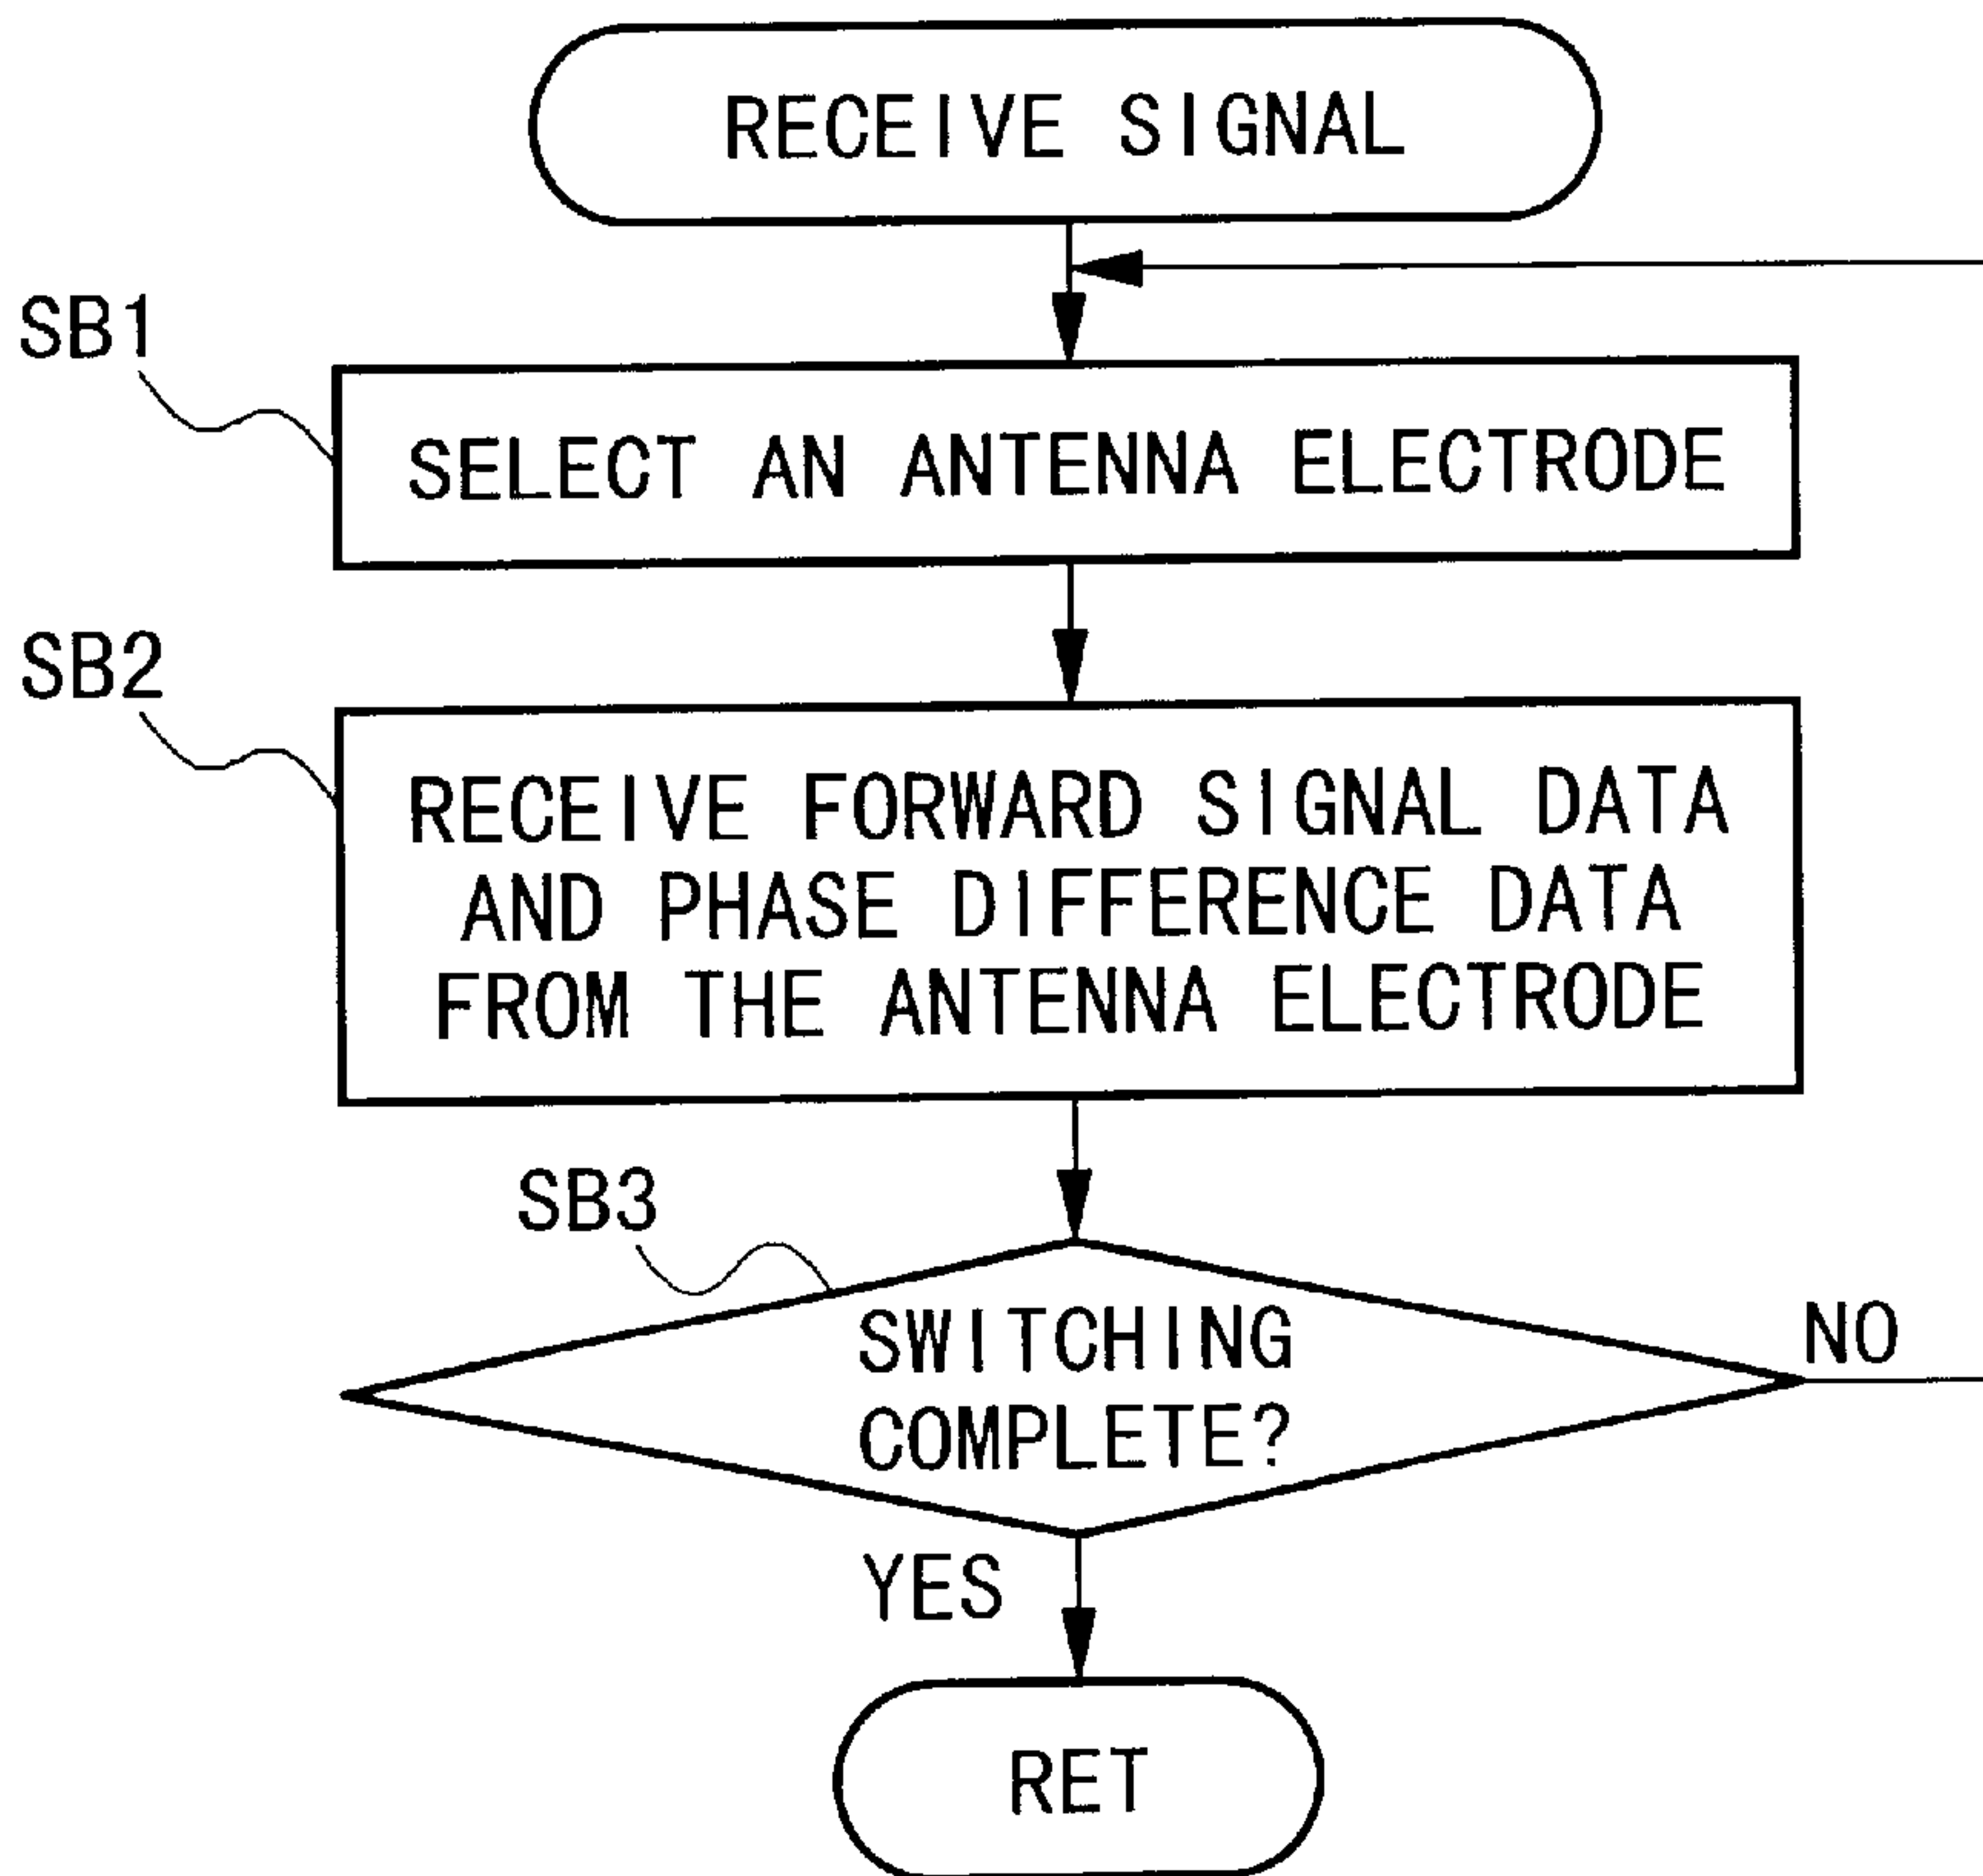 RECEIVE SIGNAL
SB1
SELECT AN ANTENNA ELECTRODE
SB2
RECEIVE FORWARD SIGNAL DATA
AND PHASE DIFFERENCE DATA
FROM THE ANTENNA ELECTRODE
SB3
SWITCHING
COMPLETE?
NO
YES
RET